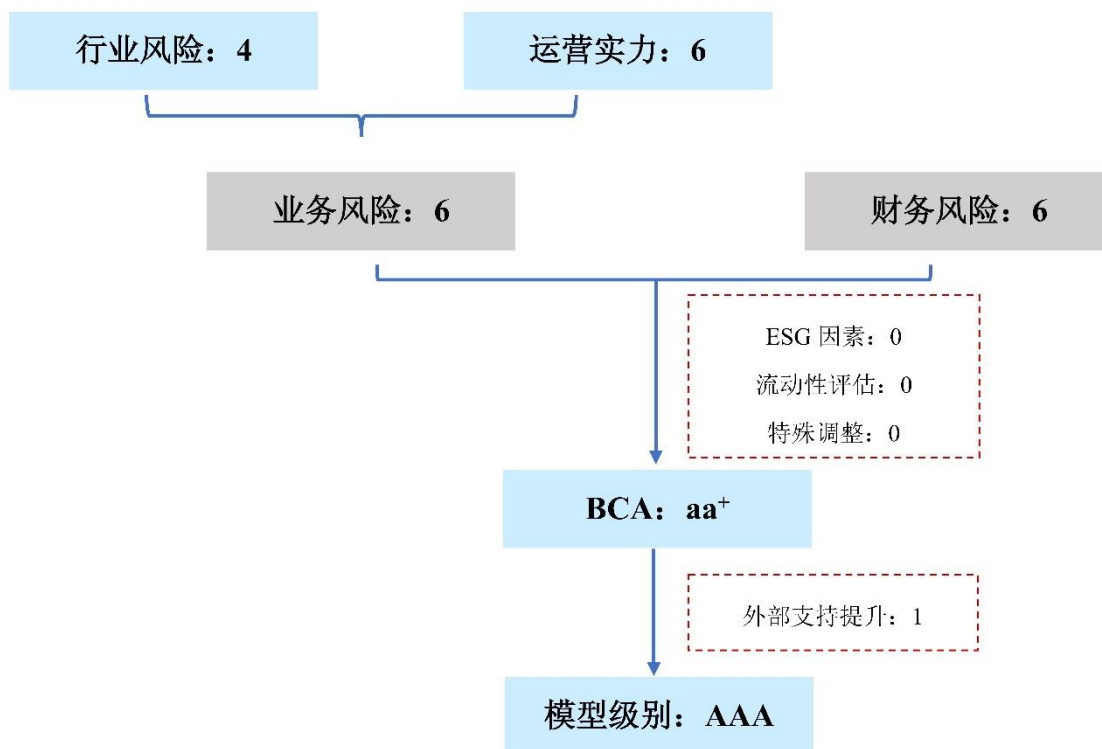 行业风险：4
运营实力：6
业务风险：6
财务风险：6
ESG 因素：0
流动性评估：0
特殊调整：0
BCA：aa⁺
外部支持提升：1
模型级别：AAA